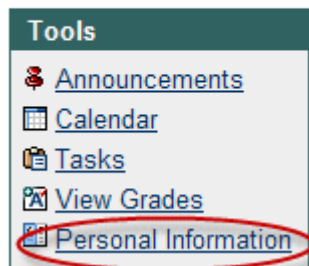 Tools
Announcements
Calendar
Tasks
View Grades
Personal Information